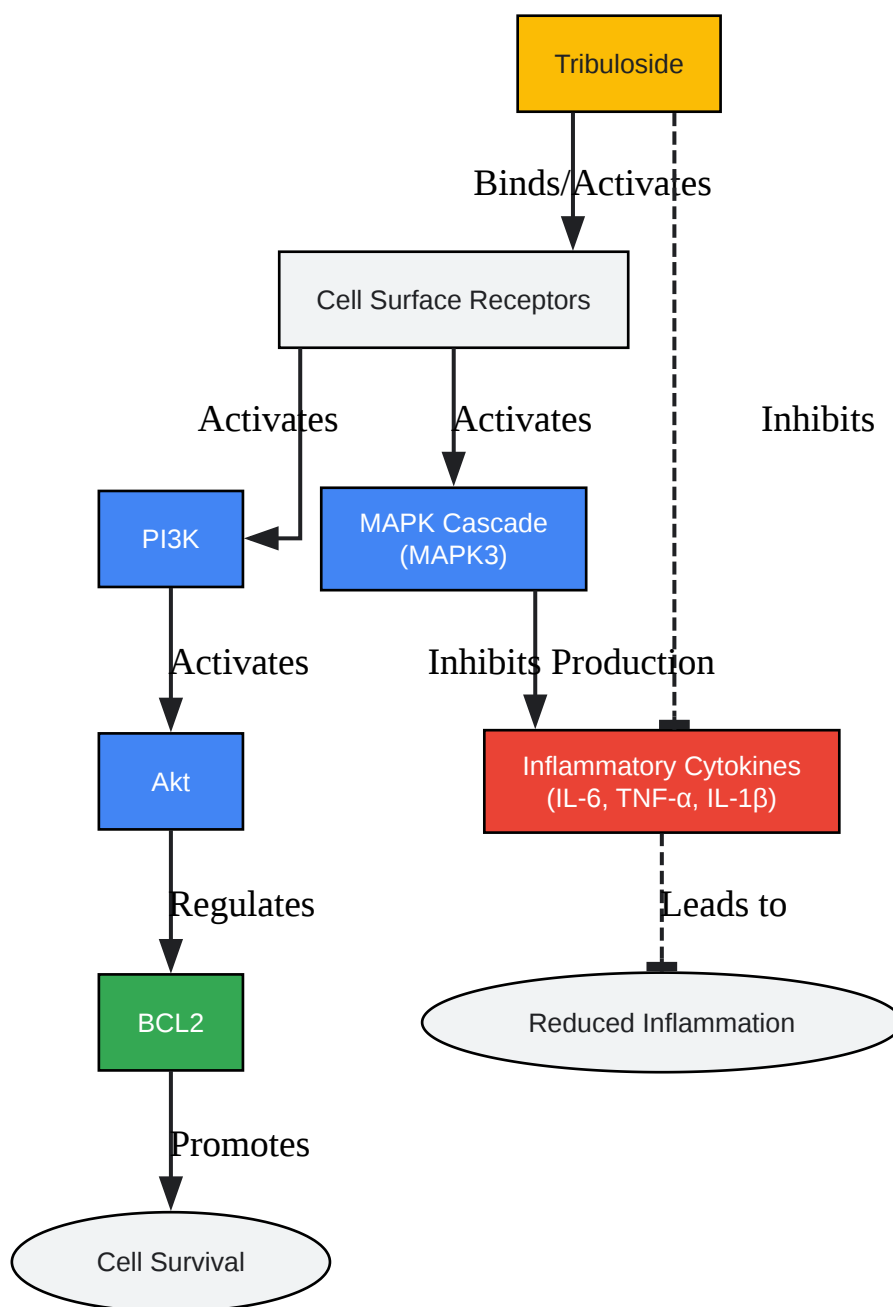 Tribuloside
Binds/Activates
Cell Surface Receptors
Activates
Activates
Inhibits
PI3K
MAPK Cascade
(MAPK3)
Activates
Inhibits Production
Akt
Inflammatory Cytokines
(IL-6, TNF-α, IL-1β)
Regulates
Leads to
BCL2
Reduced Inflammation
Promotes
Cell Survival